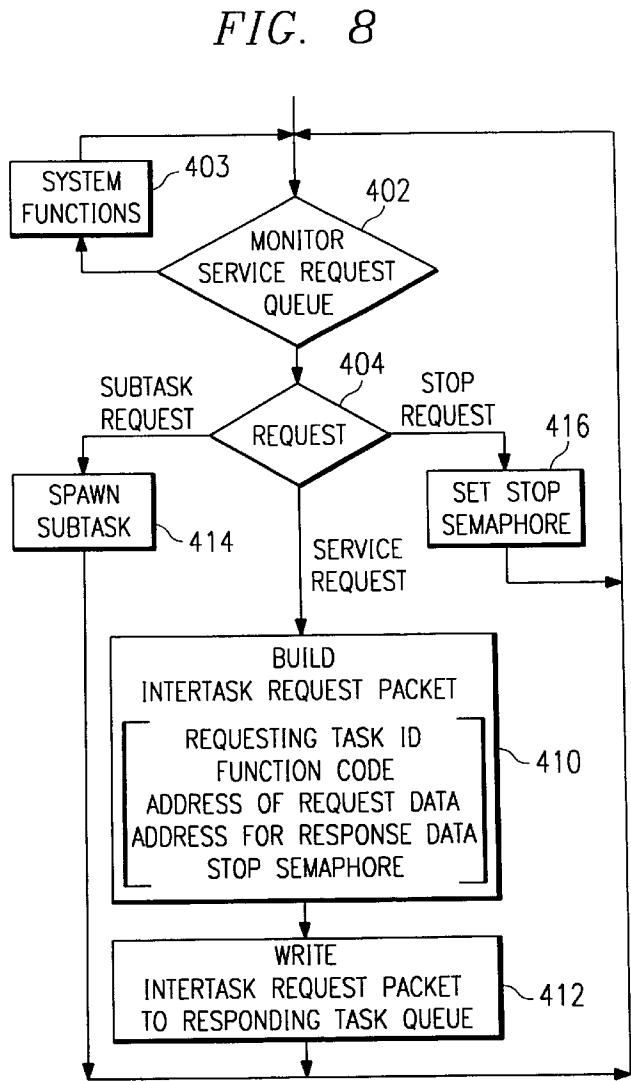 FIG. 8
SYSTEM
FUNCTIONS
403
402
MONITOR
SERVICE REQUEST
QUEUE
404
SUBTASK
REQUEST
REQUEST
STOP
REQUEST
416
SPAWN
SUBTASK
414
SET STOP
SEMAPHORE
SERVICE
REQUEST
BUILD
INTERTASK REQUEST PACKET
REQUESTING TASK ID
FUNCTION CODE
ADDRESS OF REQUEST DATA
ADDRESS FOR RESPONSE DATA
STOP SEMAPHORE
410
WRITE
INTERTASK REQUEST PACKET
TO RESPONDING TASK QUEUE
412